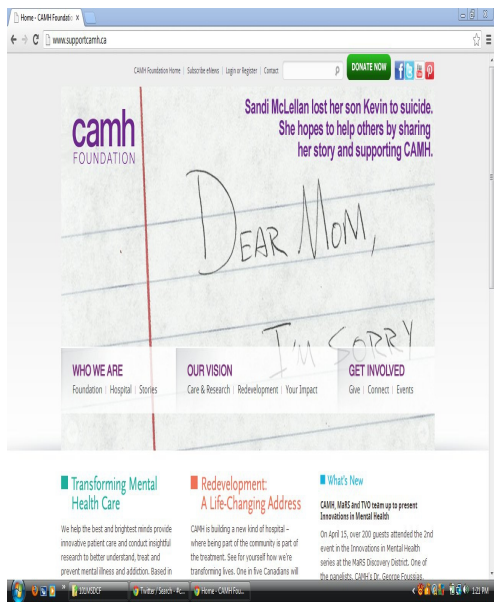 Home - CAMH Foundatio
www.supportcamh.ca
CAMH Foundation Home | Subscribe eNews | Login or Register | Contact
DONATE NOW
camh
FOUNDATION
Sandi McLellan lost her son Kevin to suicide.
She hopes to help others by sharing
her story and supporting CAMH.
DEAR MOM,
I'M SORRY
WHO WE ARE
Foundation | Hospital | Stories
OUR VISION
Care & Research | Redevelopment | Your Impact
GET INVOLVED
Give | Connect | Events
Transforming Mental
Health Care
We help the best and brightest minds provide
innovative patient care and conduct insightful
research to better understand, treat and
prevent mental illness and addiction. Based in
Redevelopment:
A Life-Changing Address
CAMH is building a new kind of hospital –
where being part of the community is part of
the treatment. See for yourself how we're
transforming lives. One in five Canadians will
What's New
CAMH, MaRS and TVO team up to present
Innovations in Mental Health
On April 15, over 200 guests attended the 2nd
event in the Innovations in Mental Health
series at the MaRS Discovery District. One of
the panelists, CAMH's Dr. George Foussias,
101MSDCF
Twitter / Search - #c...
Home - CAMH Fou...
1:21 PM